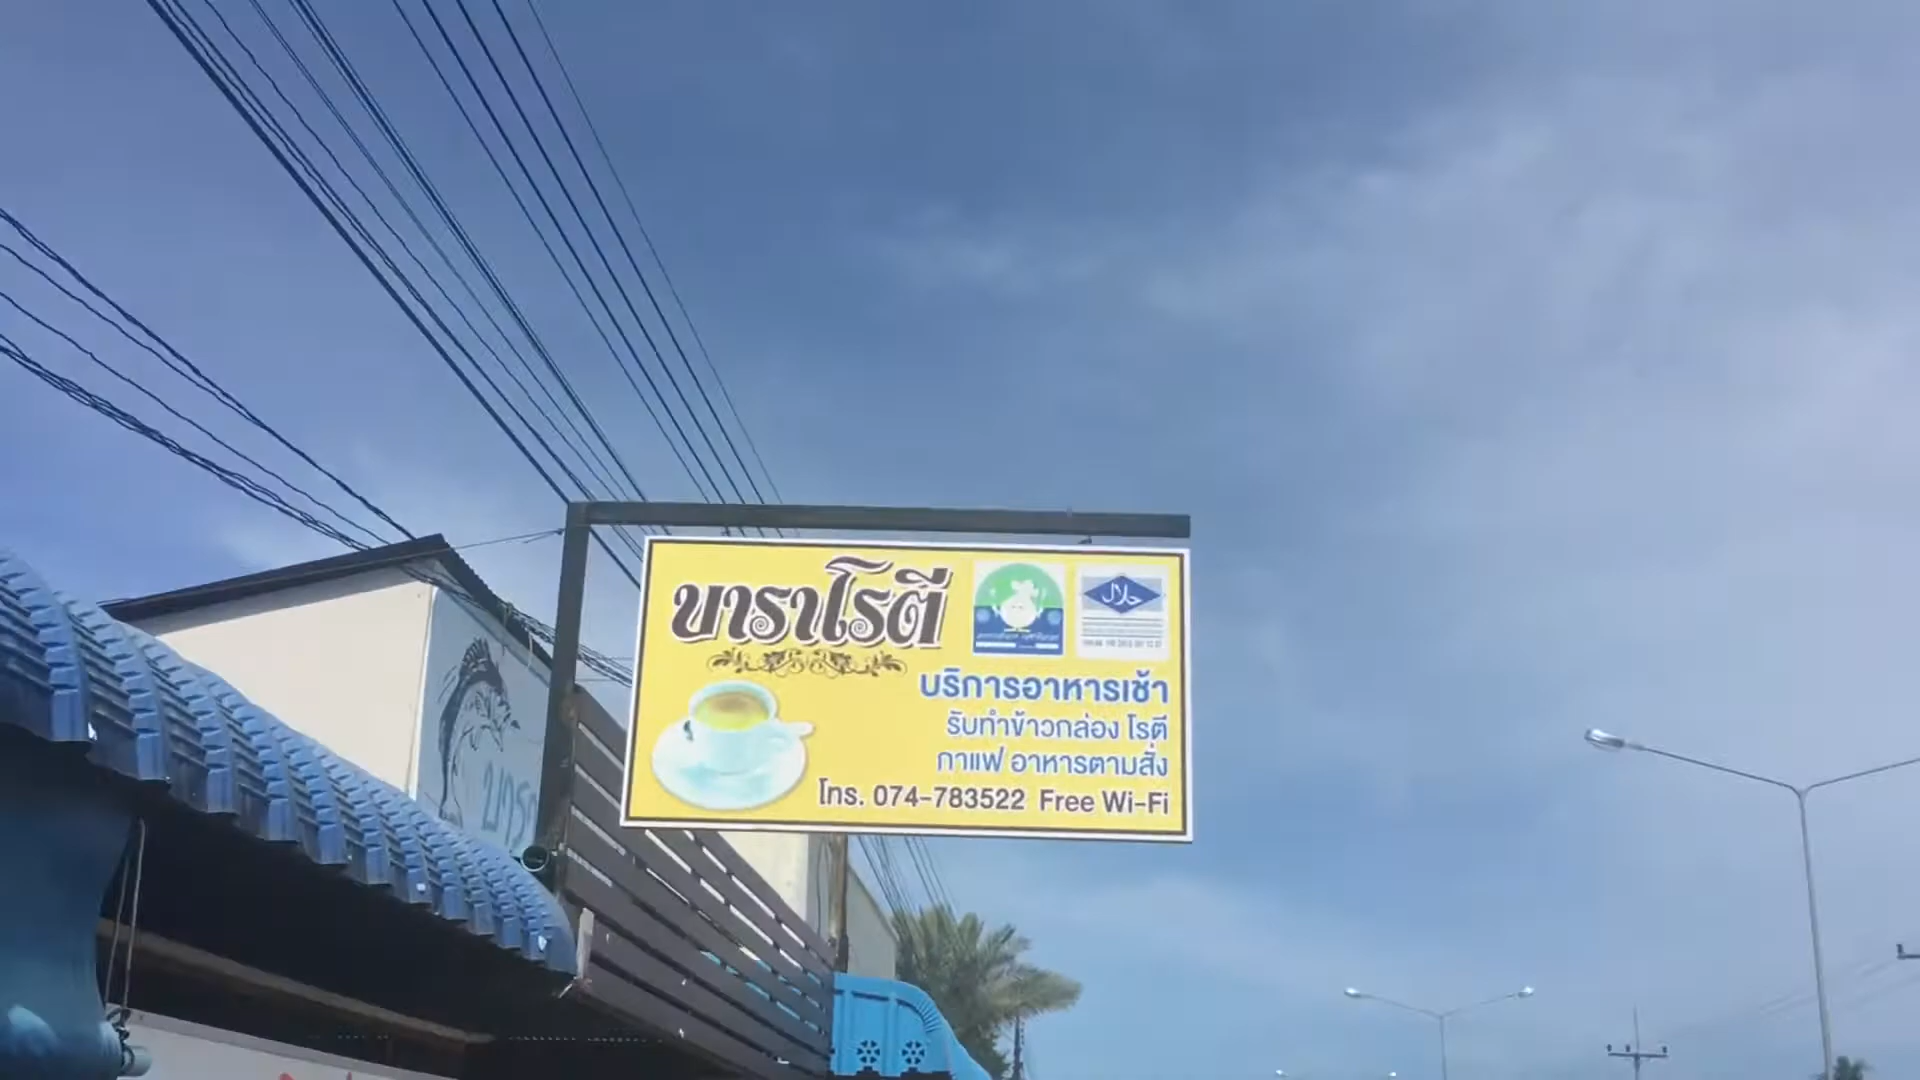 บาราโรตี
حلال
บริการอาหารเช้า
รับทำข้าวกล่อง โรตี
กาแฟ อาหารตามสั่ง
โทร. 074-783522 Free Wi-Fi